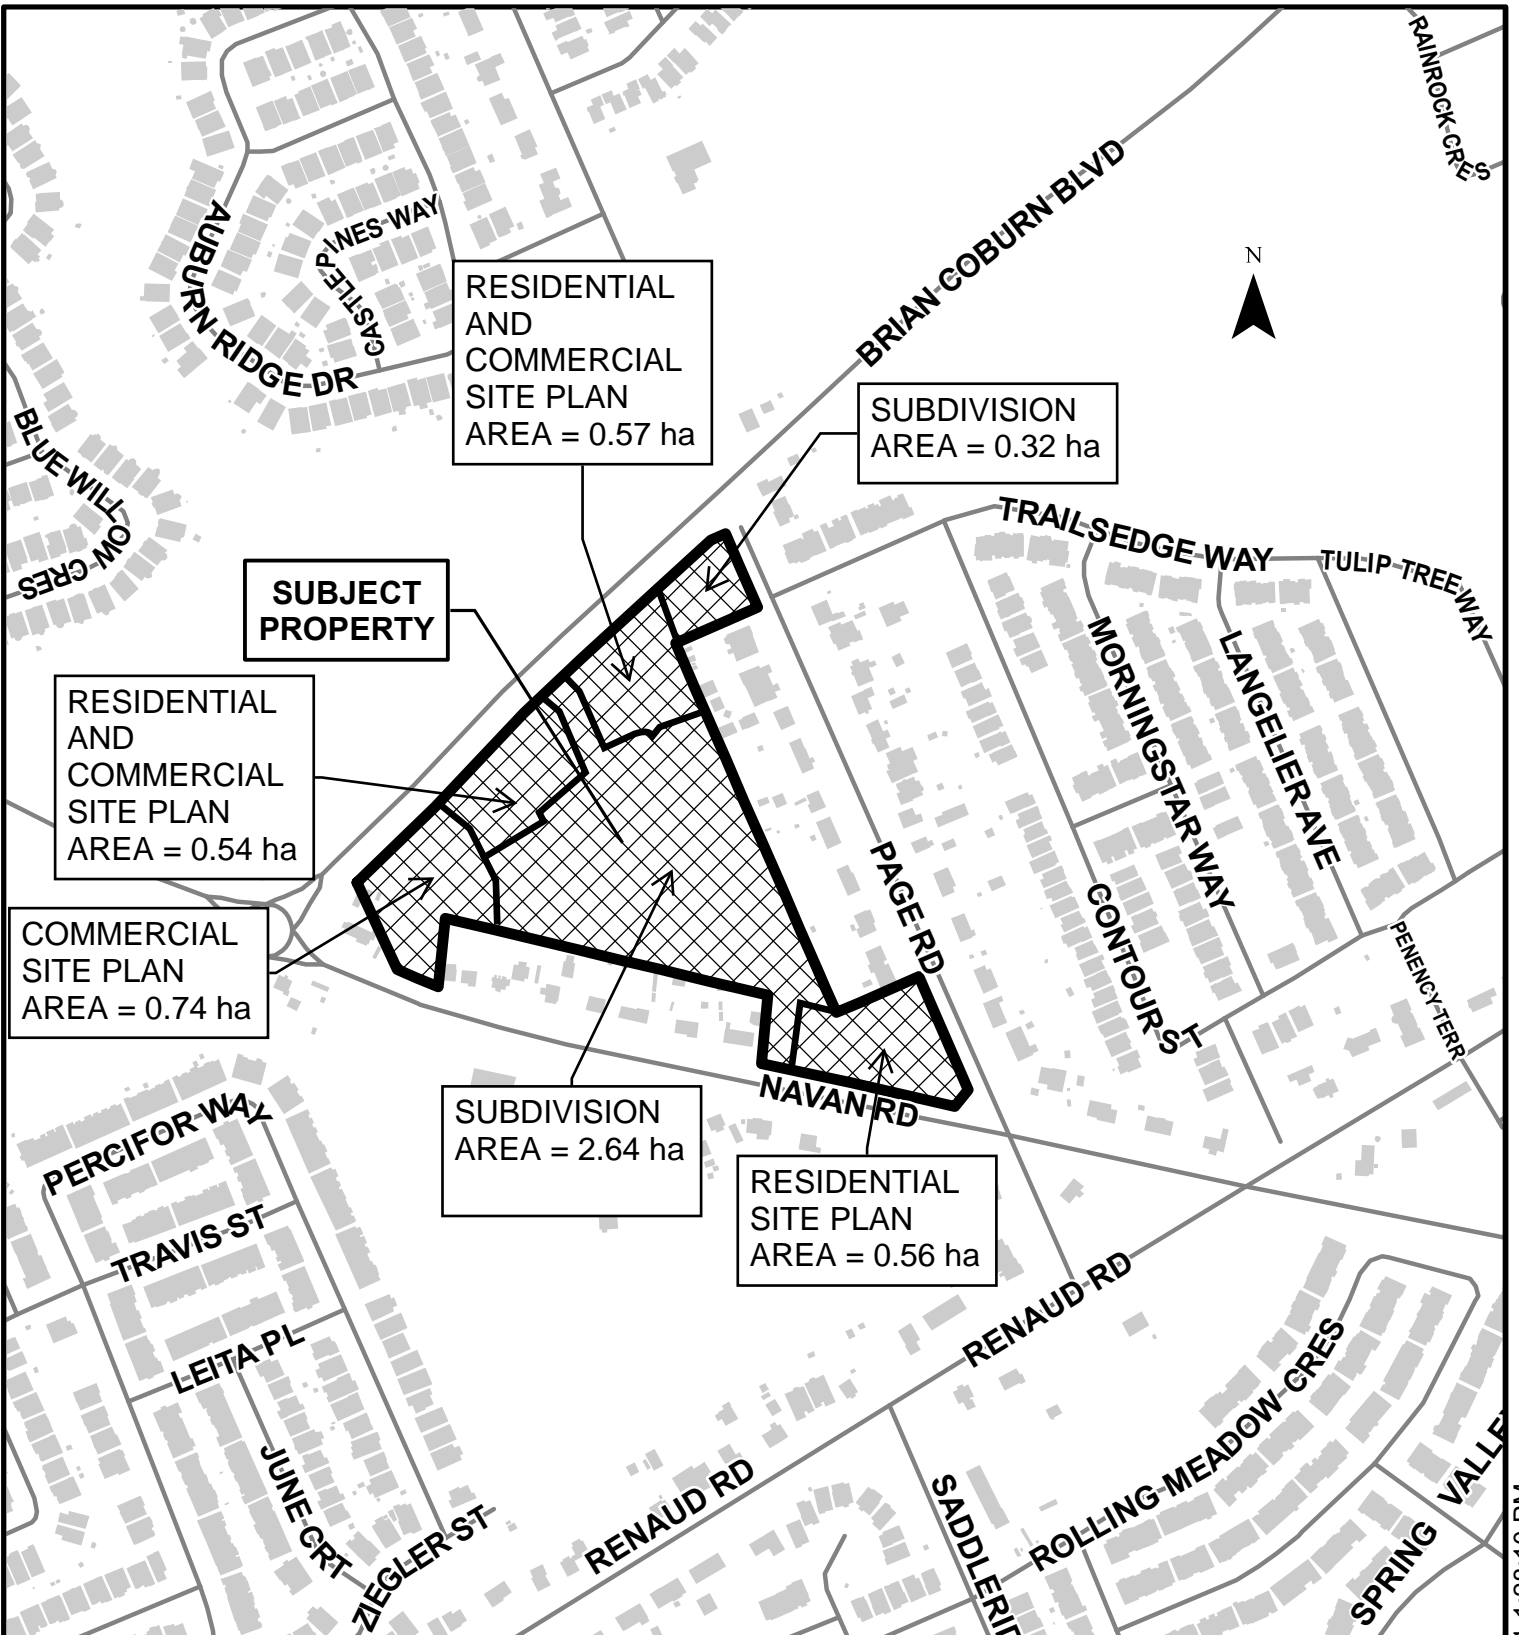 RAINROCK CRES
BRIAN COBURN BLVD
N
AUBURN RIDGE DR
CASTLE PINES WAY
RESIDENTIAL
AND
COMMERCIAL
SITE PLAN
AREA = 0.57 ha
SUBDIVISION
AREA = 0.32 ha
BLUE WILLOW CRES
TRAILSEDGE WAY
TULIP TREE WAY
SUBJECT
PROPERTY
MORNINGSTAR WAY
LANGELIER AVE
RESIDENTIAL
AND
COMMERCIAL
SITE PLAN
AREA = 0.54 ha
PAGE RD
CONTOUR ST
COMMERCIAL
SITE PLAN
AREA = 0.74 ha
PENENCY TERR
NAVAN RD
SUBDIVISION
AREA = 2.64 ha
PERCIFOR WAY
RESIDENTIAL
SITE PLAN
AREA = 0.56 ha
TRAVIS ST
RENAUD RD
LEITA PL
ROLLING MEADOW CRES
JUNE CRT
ZIEGLER ST
RENAUD RD
SPRING VALLEY